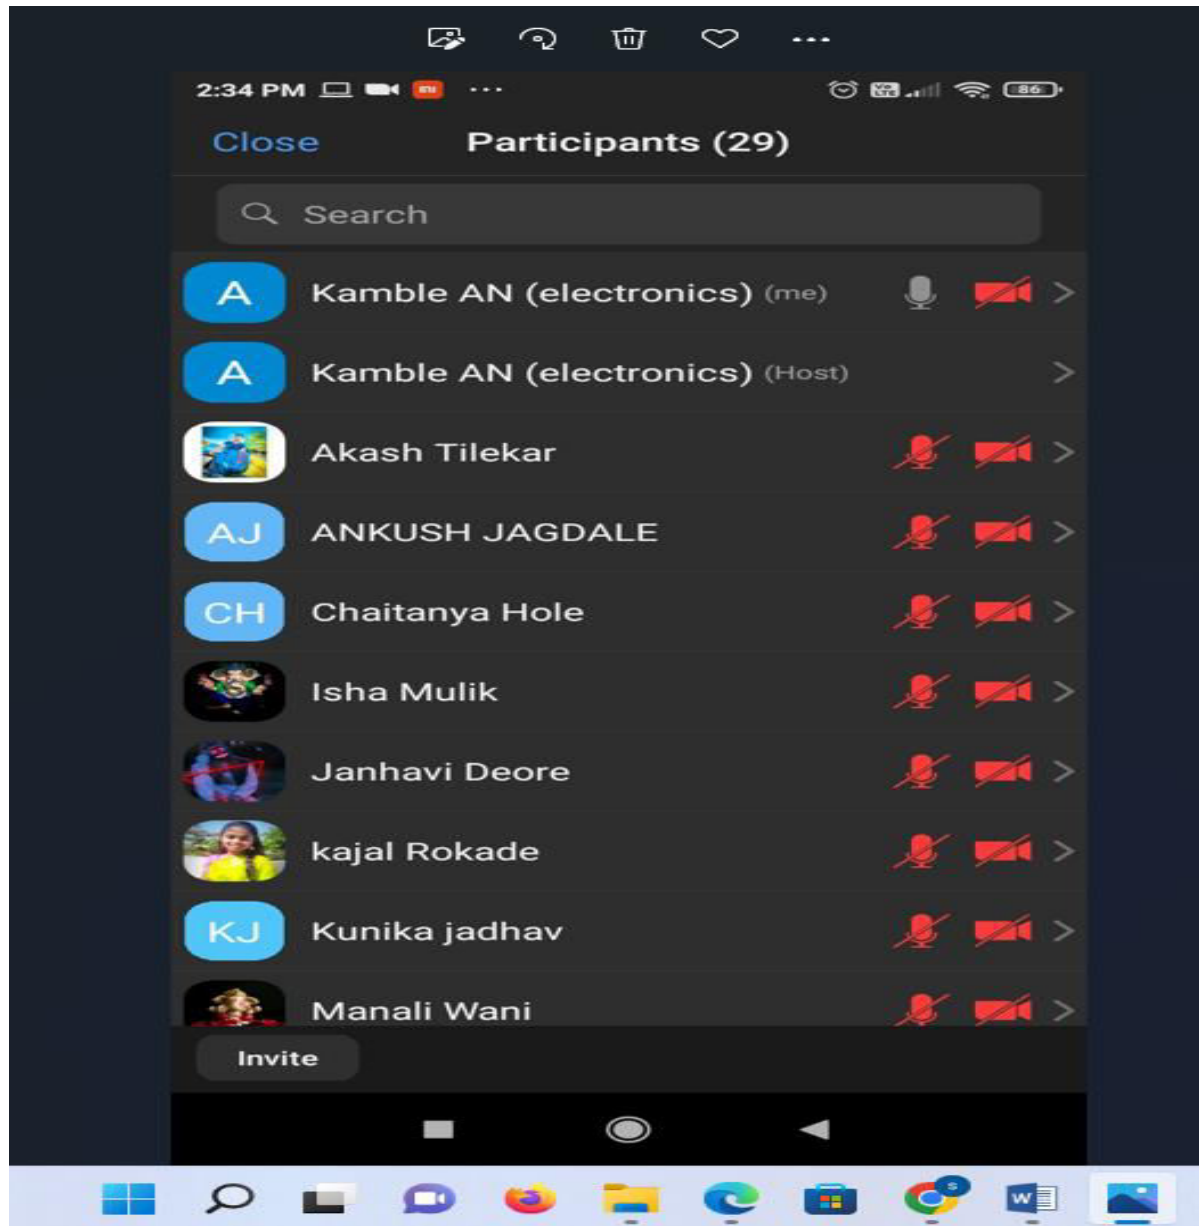 2:34 PM 86
Close Participants (29)
Search
A Kamble AN (electronics) (me)
A Kamble AN (electronics) (Host)
Akash Tilekar
AJ ANKUSH JAGDALE
CH Chaitanya Hole
Isha Mulik
Janhavi Deore
kajal Rokade
KJ Kunika jadhav
Manali Wani
Invite